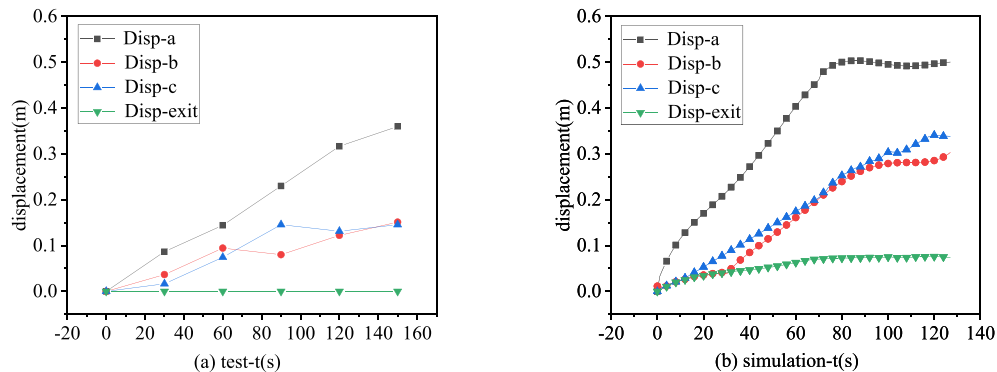 0.6
0.5
0.4
0.3
0.2
0.1
0.0
displacement(m)
Disp-a
Disp-b
Disp-c
Disp-exit
-20 0 20 40 60 80 100 120 140 160
(a) test-t(s)
0.6
0.5
0.4
0.3
0.2
0.1
0.0
displacement(m)
Disp-a
Disp-b
Disp-c
Disp-exit
-20 0 20 40 60 80 100 120 140
(b) simulation-t(s)